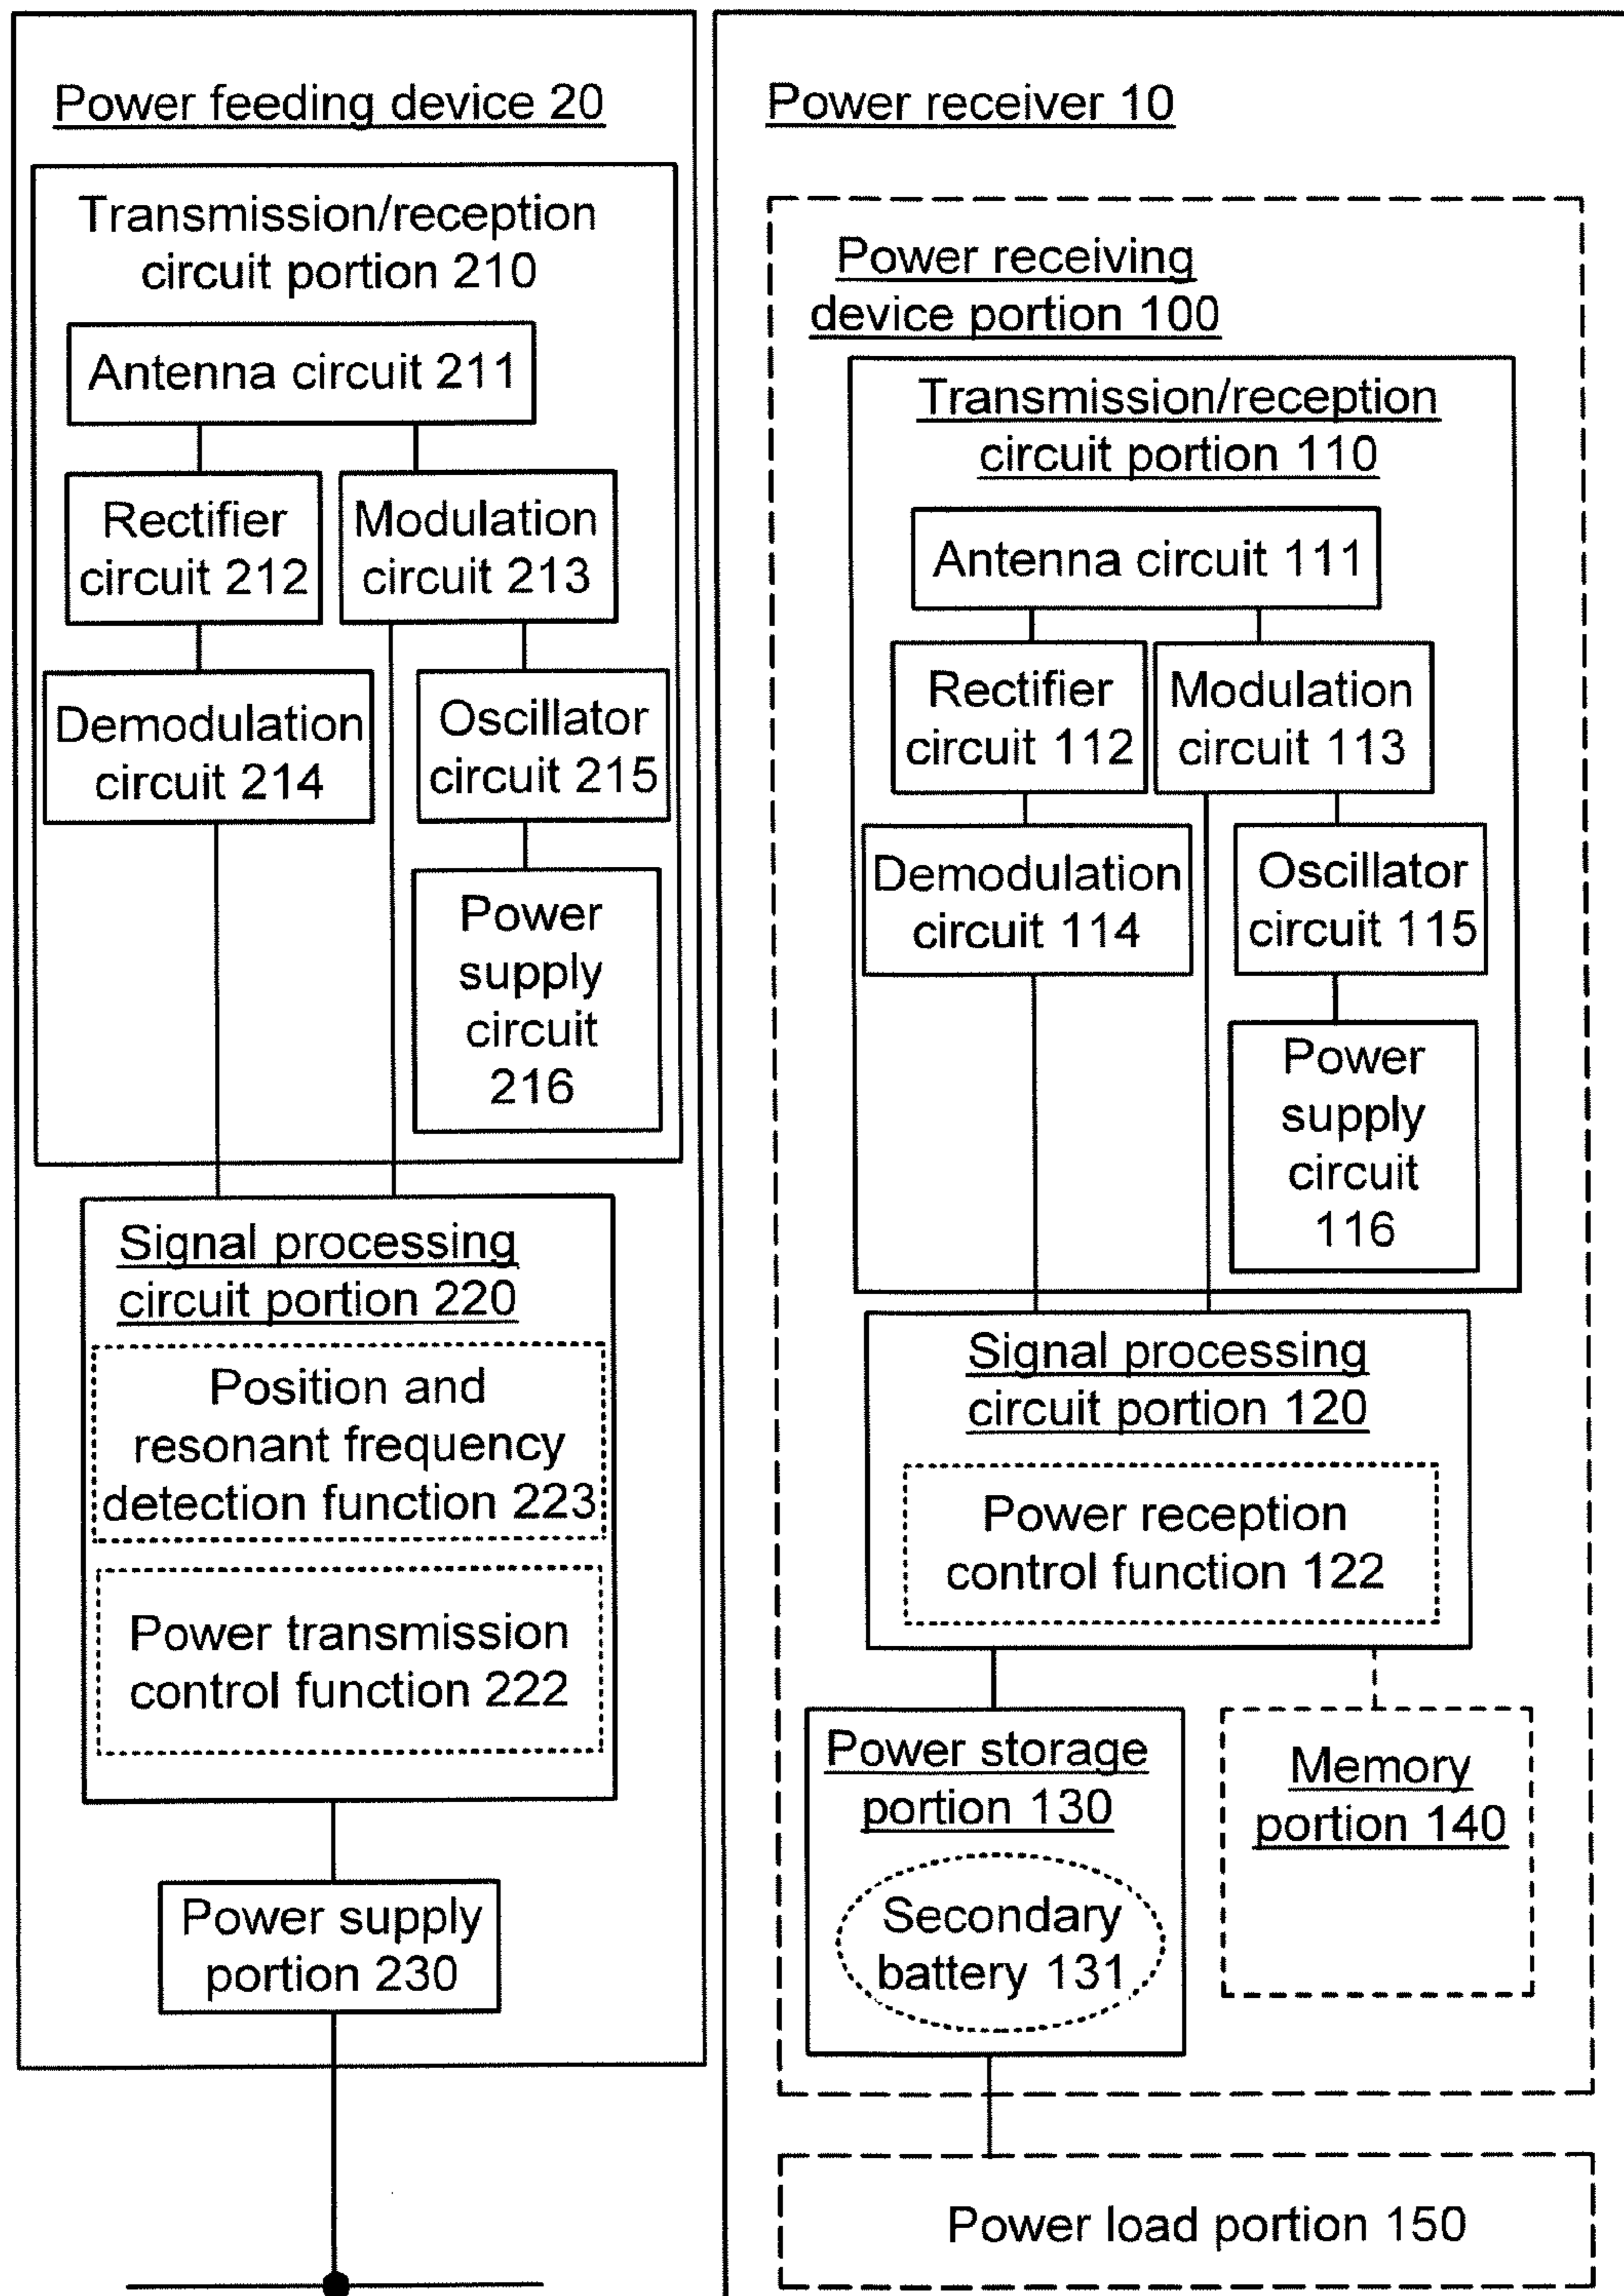 Power feeding device 20
Transmission/reception
circuit portion 210
Antenna circuit 211
Rectifier
circuit 212
Modulation
circuit 213
Demodulation
circuit 214
Oscillator
circuit 215
Power
supply
circuit
216
Signal processing
circuit portion 220
Position and
resonant frequency
detection function 223
Power transmission
control function 222
Power supply
portion 230
Power receiver 10
Power receiving
device portion 100
Transmission/reception
circuit portion 110
Antenna circuit 111
Rectifier
circuit 112
Modulation
circuit 113
Demodulation
circuit 114
Oscillator
circuit 115
Power
supply
circuit
116
Signal processing
circuit portion 120
Power reception
control function 122
Power storage
portion 130
Secondary
battery 131
Memory
portion 140
Power load portion 150